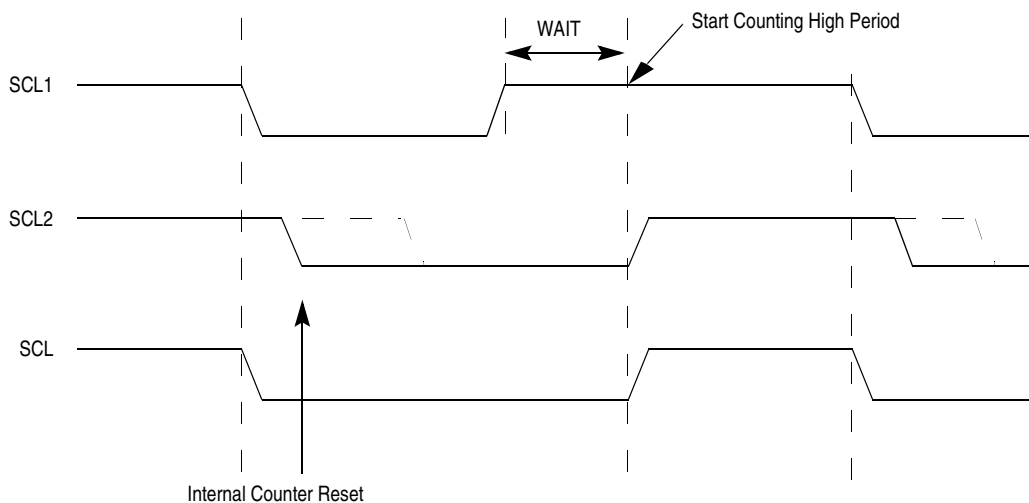 Start Counting High Period
WAIT
SCL1
SCL2
SCL
Internal Counter Reset